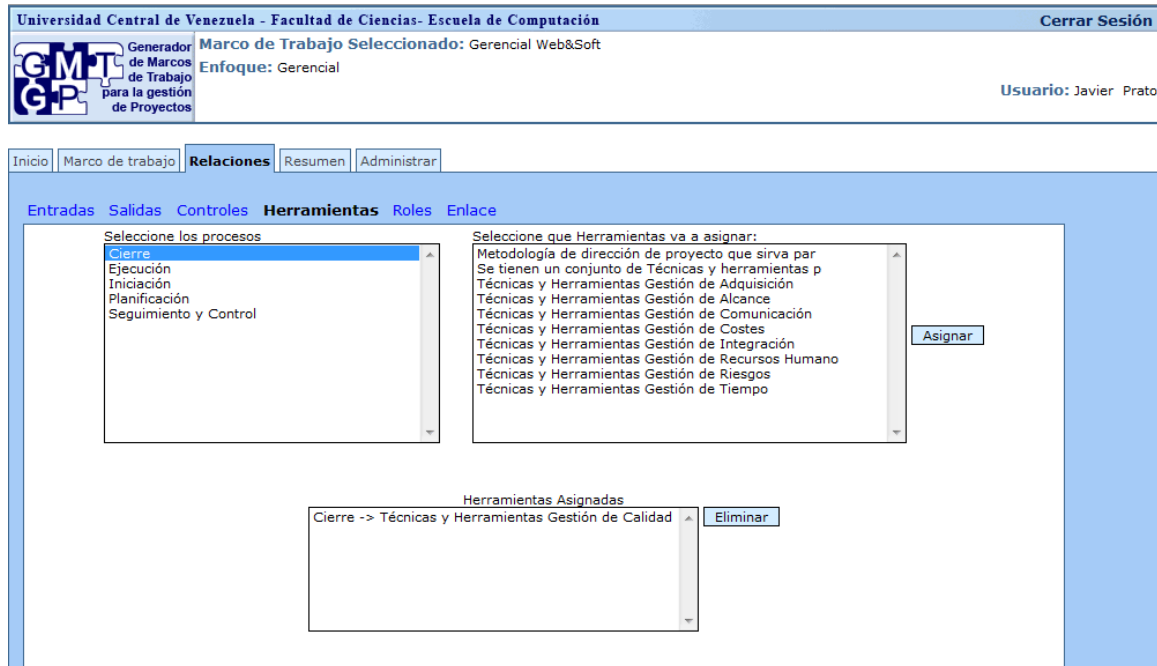 Universidad Central de Venezuela - Facultad de Ciencias- Escuela de Computación
Cerrar Sesión
GMT
GP
Generador
de Marcos
de Trabajo
para la gestión
de Proyectos
Marco de Trabajo Seleccionado: Gerencial Web&Soft
Enfoque: Gerencial
Usuario: Javier Prato
Inicio Marco de trabajo Relaciones Resumen Administrar
Entradas Salidas Controles Herramientas Roles Enlace
Seleccione los procesos
Cierre
Ejecución
Iniciación
Planificación
Seguimiento y Control
Seleccione que Herramientas va a asignar:
Metodología de dirección de proyecto que sirva par
Se tienen un conjunto de Técnicas y herramientas p
Técnicas y Herramientas Gestión de Adquisición
Técnicas y Herramientas Gestión de Alcance
Técnicas y Herramientas Gestión de Comunicación
Técnicas y Herramientas Gestión de Costes
Técnicas y Herramientas Gestión de Integración
Técnicas y Herramientas Gestión de Recursos Humano
Técnicas y Herramientas Gestión de Riesgos
Técnicas y Herramientas Gestión de Tiempo
Asignar
Herramientas Asignadas
Cierre -> Técnicas y Herramientas Gestión de Calidad
Eliminar